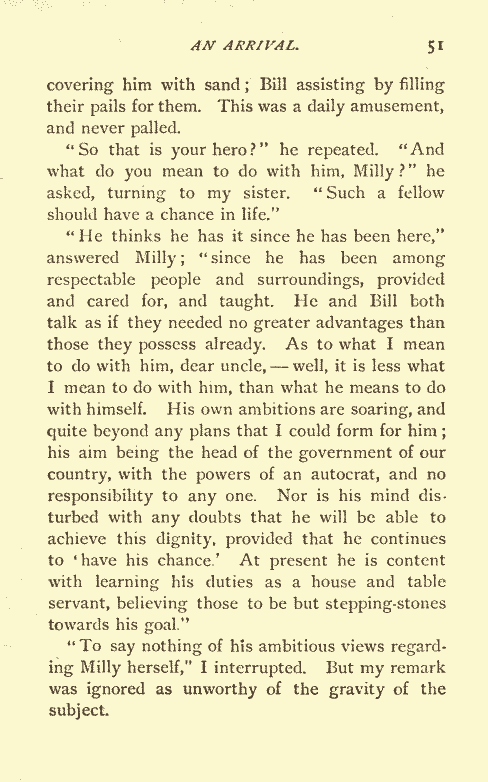 AN ARRIVAL. 51
covering him with sand; Bill assisting by filling
their pails for them. This was a daily amusement,
and never palled.
"So that is your hero?" he repeated. "And
what do you mean to do with him, Milly?" he
asked, turning to my sister. "Such a fellow
should have a chance in life."
"He thinks he has it since he has been here,"
answered Milly; "since he has been among
respectable people and surroundings, provided
and cared for, and taught. He and Bill both
talk as if they needed no greater advantages than
those they possess already. As to what I mean
to do with him, dear uncle, — well, it is less what
I mean to do with him, than what he means to do
with himself. His own ambitions are soaring, and
quite beyond any plans that I could form for him;
his aim being the head of the government of our
country, with the powers of an autocrat, and no
responsibility to any one. Nor is his mind dis-
turbed with any doubts that he will be able to
achieve this dignity, provided that he continues
to 'have his chance.' At present he is content
with learning his duties as a house and table
servant, believing those to be but stepping-stones
towards his goal."
"To say nothing of his ambitious views regard-
ing Milly herself," I interrupted. But my remark
was ignored as unworthy of the gravity of the
subject.